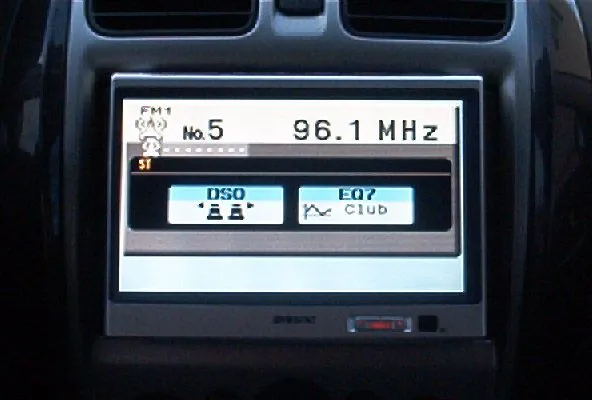 FM1
No.5 96.1 MHz
ST
DSO EQ7
Club